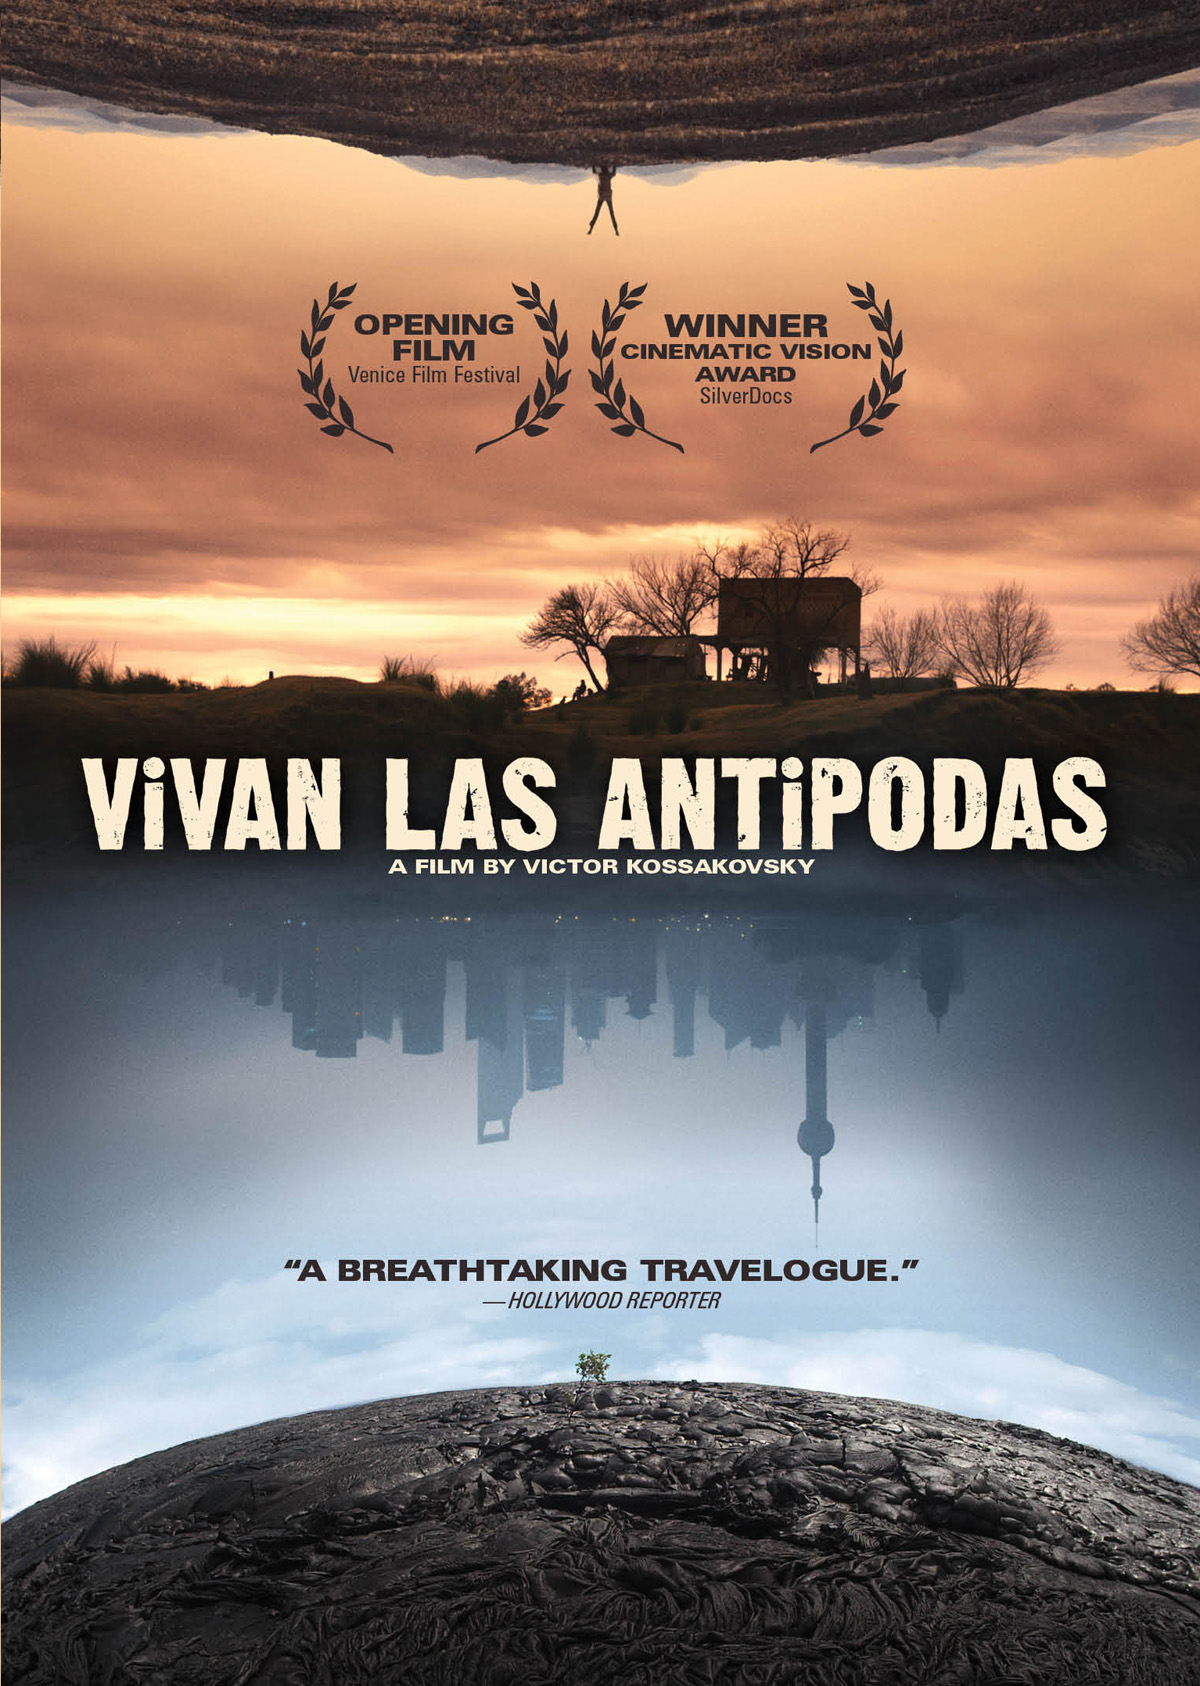 OPENING
FILM
Venice Film Festival
WINNER
CINEMATIC VISION
AWARD
SilverDocs
ViVAN LAS ANTiPODAS
A FILM BY VICTOR KOSSAKOVSKY
“A BREATHTAKING TRAVELOGUE.”
—HOLLYWOOD REPORTER